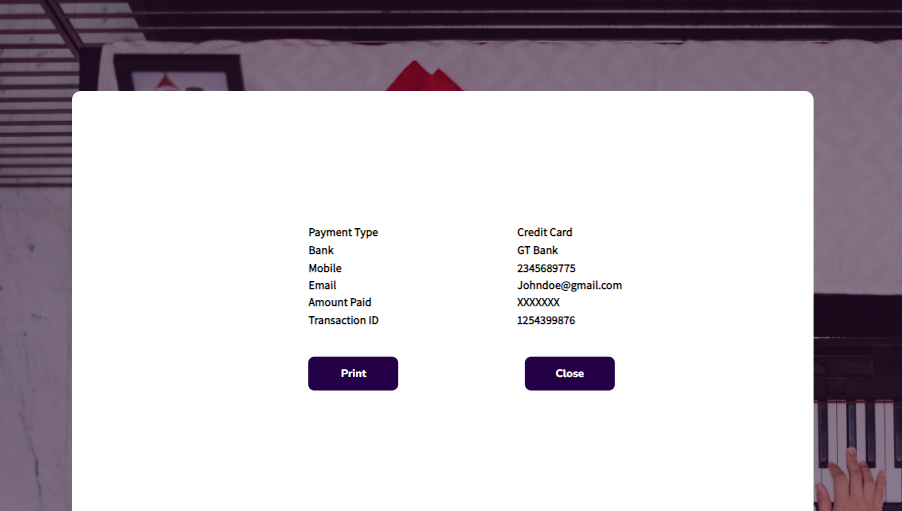 Payment Type Credit Card
Bank GT Bank
Mobile 2345689775
Email Johndoe@gmail.com
Amount Paid XXXXXXX
Transaction ID 1254399876
Print Close